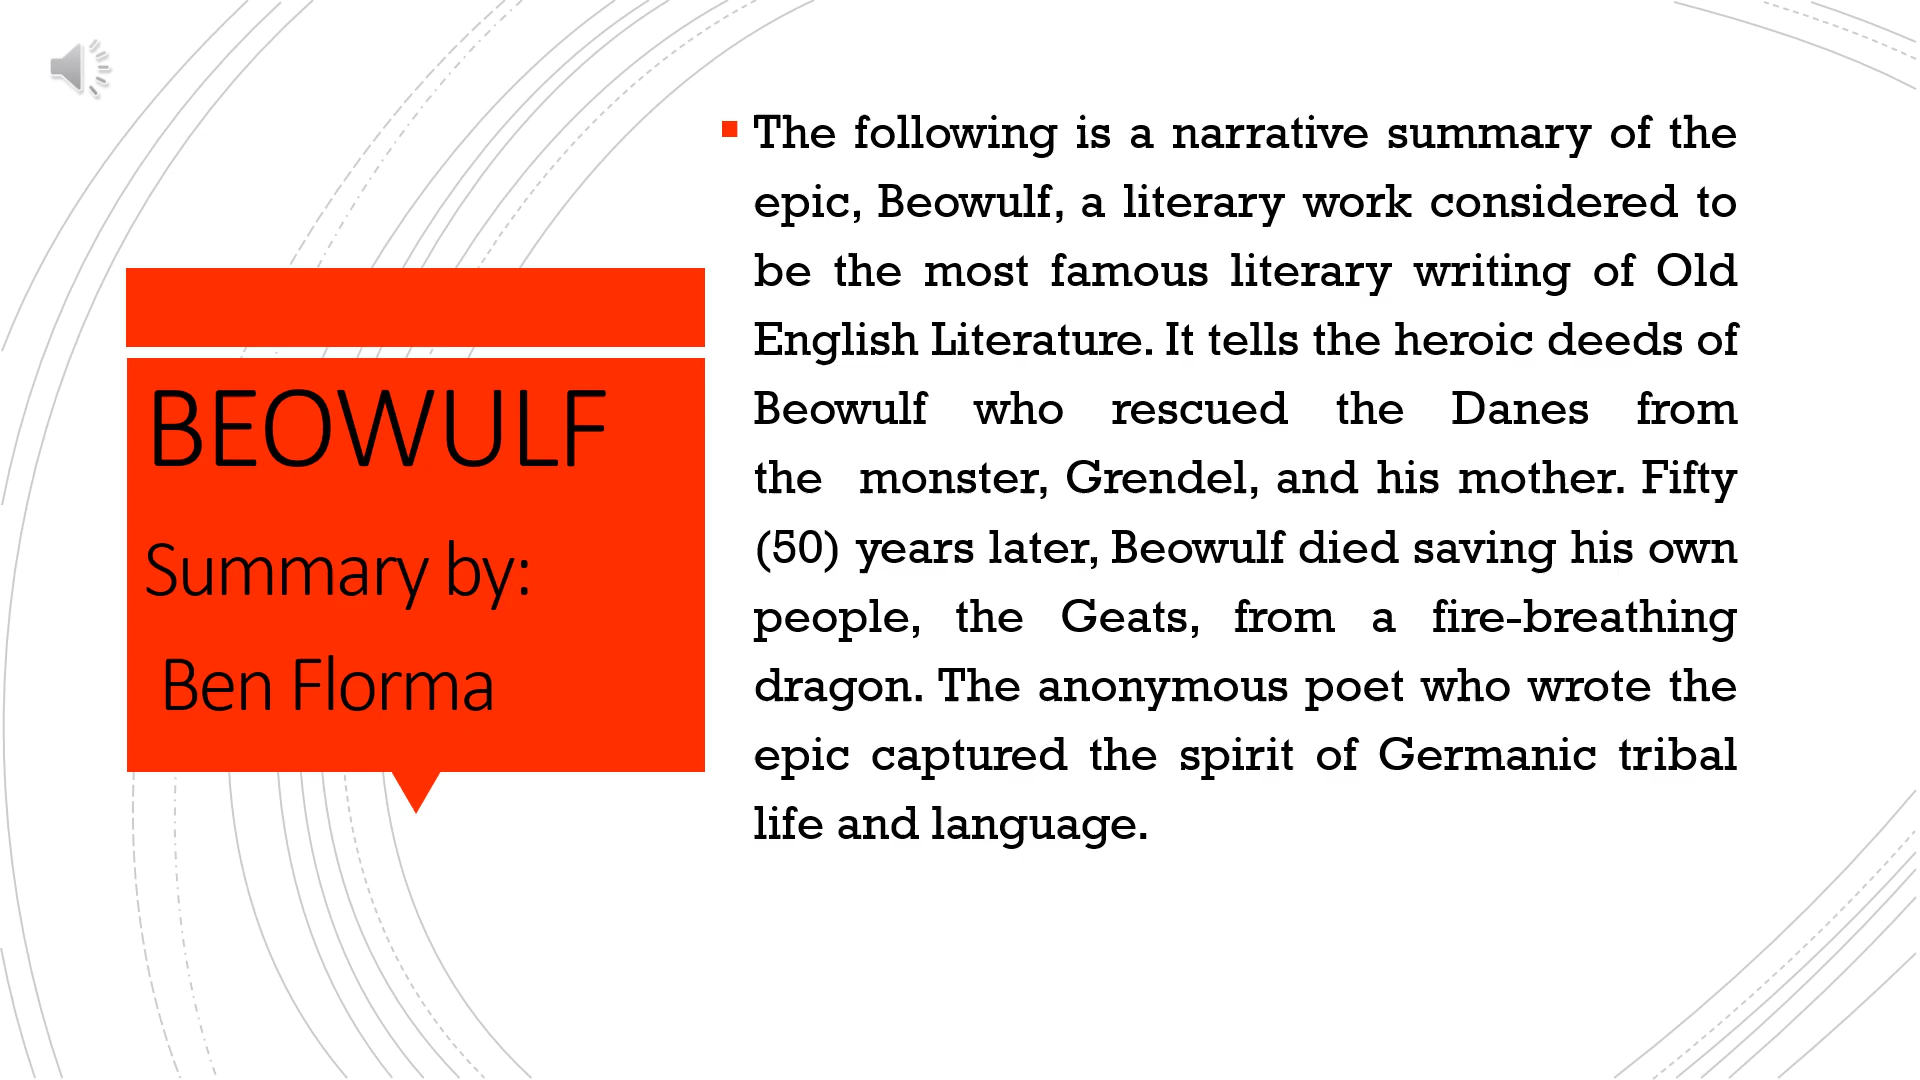 BEOWULF
Summary by:
Ben Florma
The following is a narrative summary of the
epic, Beowulf, a literary work considered to
be the most famous literary writing of Old
English Literature. It tells the heroic deeds of
Beowulf who rescued the Danes from
the monster, Grendel, and his mother. Fifty
(50) years later, Beowulf died saving his own
people, the Geats, from a fire-breathing
dragon. The anonymous poet who wrote the
epic captured the spirit of Germanic tribal
life and language.